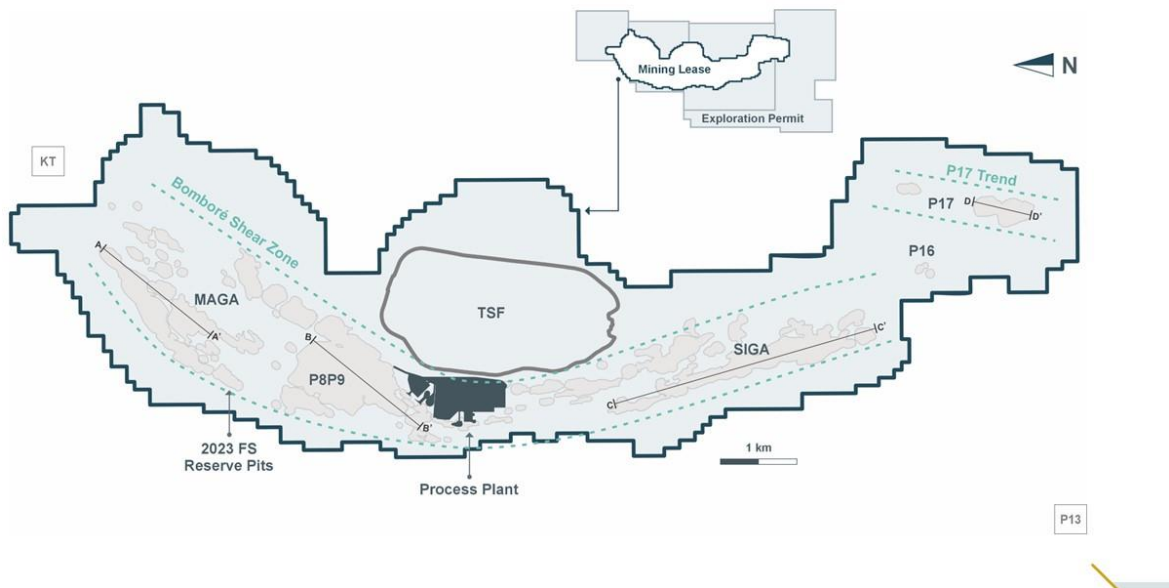 Mining Lease
Exploration Permit
N
KT
Bomboré Shear Zone
P17 Trend
P17
D
D'
P16
A
A'
MAGA
TSF
B
B'
P8P9
SIGA
C
C'
2023 FS
Reserve Pits
Process Plant
1 km
P13